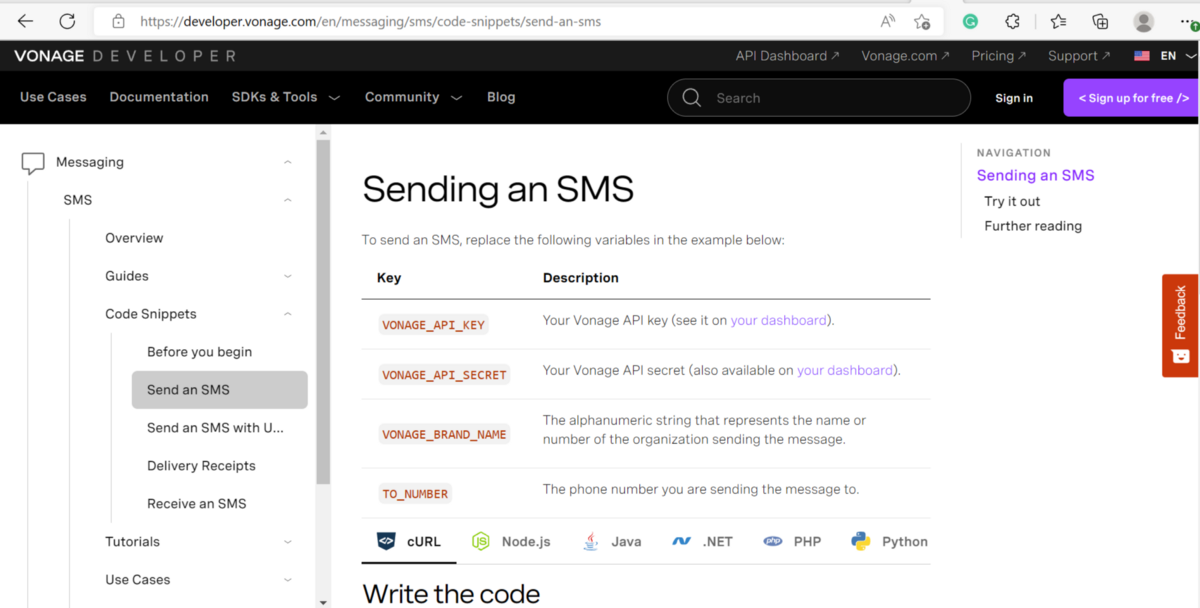 https://developer.vonage.com/en/messaging/sms/code-snippets/send-an-sms
VONAGE DEVELOPER
API Dashboard ↗ Vonage.com ↗ Pricing ↗ Support ↗ EN
Use Cases Documentation SDKs & Tools Community Blog Search Sign in < Sign up for free />
Messaging
SMS
Overview
Guides
Code Snippets
Before you begin
Send an SMS
Send an SMS with U...
Delivery Receipts
Receive an SMS
Tutorials
Use Cases
Sending an SMS
To send an SMS, replace the following variables in the example below:
Key Description
VONAGE_API_KEY Your Vonage API key (see it on your dashboard).
VONAGE_API_SECRET Your Vonage API secret (also available on your dashboard).
VONAGE_BRAND_NAME The alphanumeric string that represents the name or
number of the organization sending the message.
TO_NUMBER The phone number you are sending the message to.
cURL Node.js Java .NET php PHP Python
Write the code
NAVIGATION
Sending an SMS
Try it out
Further reading
Feedback